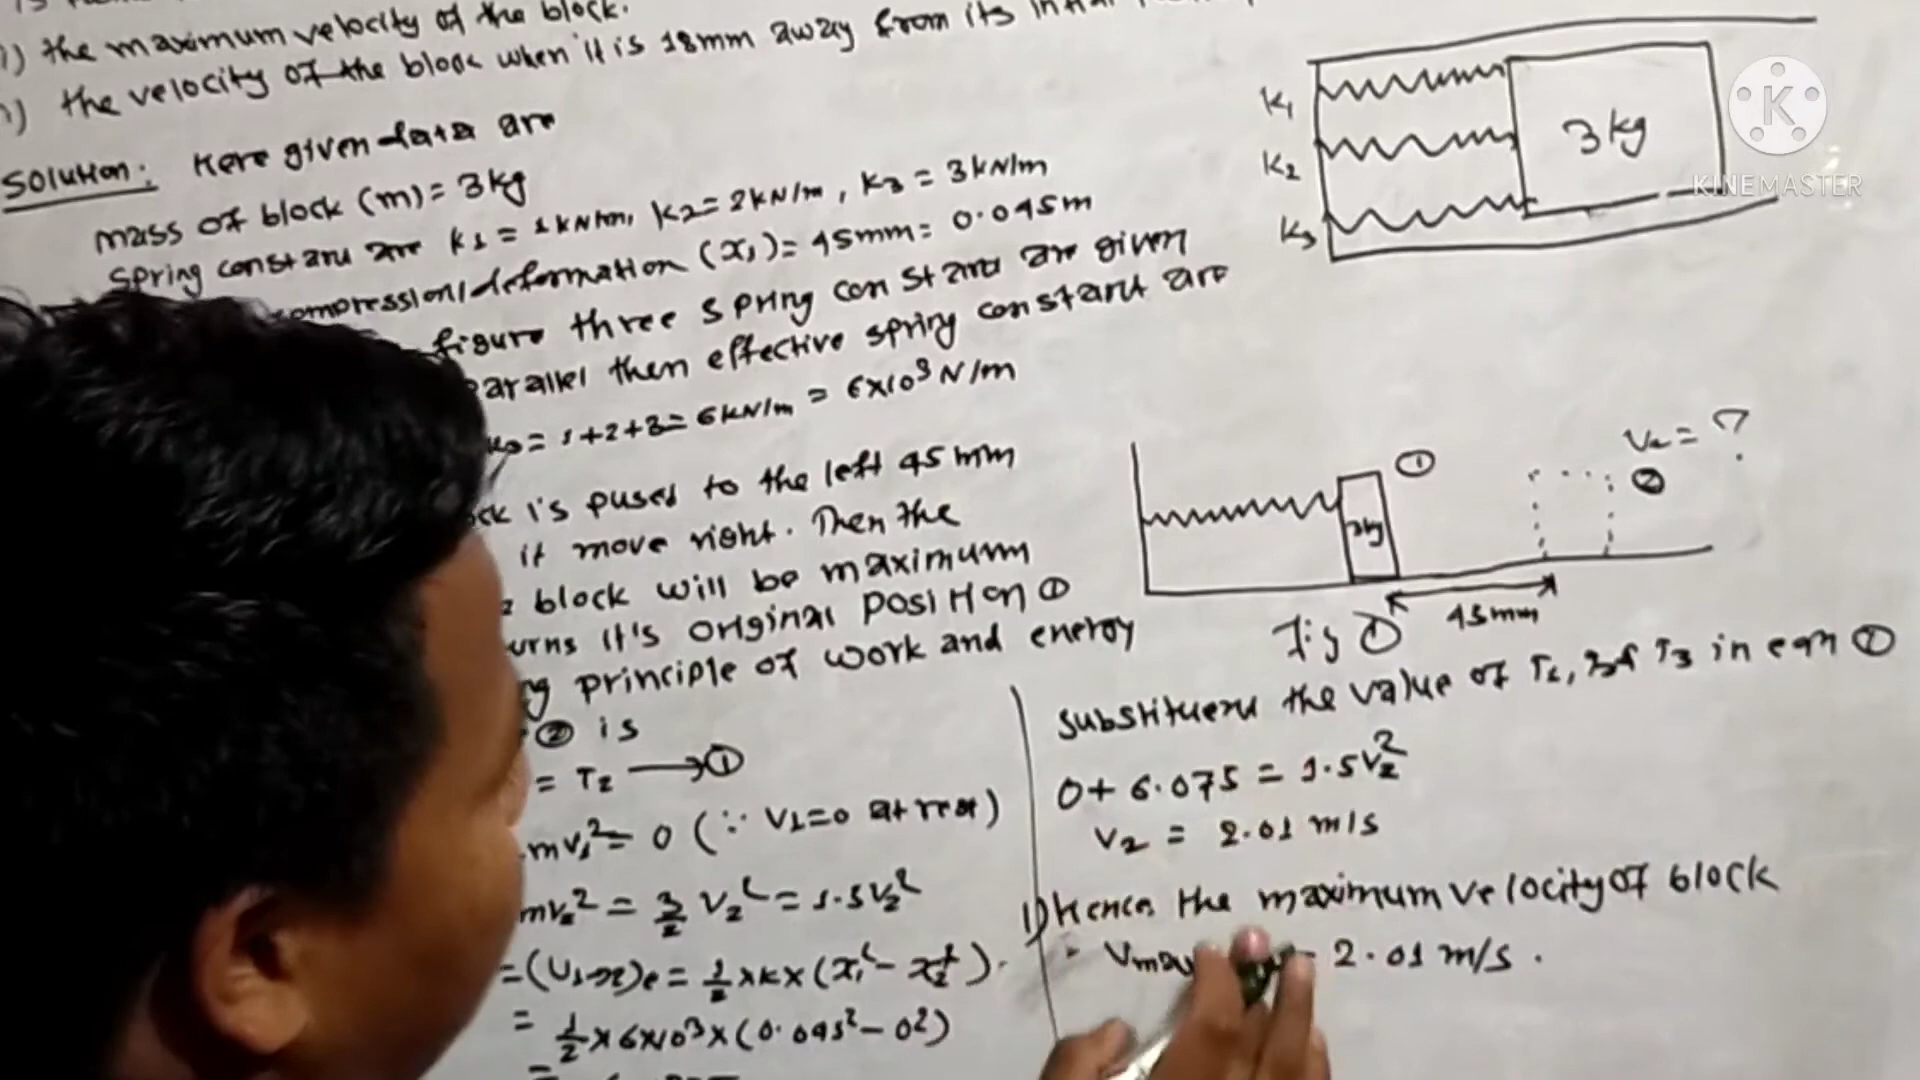 the maximum velocity of the block.
the velocity of the block when it is 18mm away from its
Solution: Here given data are
mass of block (m) = 3kg
spring constant are k1 = 1kN/m, k2 = 2kN/m, k3 = 3kN/m
compression/deformation (x1) = 45mm = 0.045m
figure three spring constant are given
parallel then effective spring constant are
= 1+2+3 = 6kN/m = 6×10³ N/m
is pused to the left 45mm
it move right. Then the
block will be maximum
it's original position ①
principle of work and energy
② is
= T2 → ①
mv1² = 0 (∵ v1=0 at rest)
mv2² = 3/2 v2² = 1.5v2²
= (U1-2)e = 1/2 × k × (x1² - x2²).
= 1/2 × 6×10³ × (0.045² - 0²)
K1
K2
K3
3kg
KINEMASTER
①
V2 = ?
②
3kg
45mm
Fig ①
the value of T1, in eqn ①
0 + 6.075 = 1.5v2²
V2 = 2.01 m/s
1) Hence the maximum velocity of block
2.01 m/s.